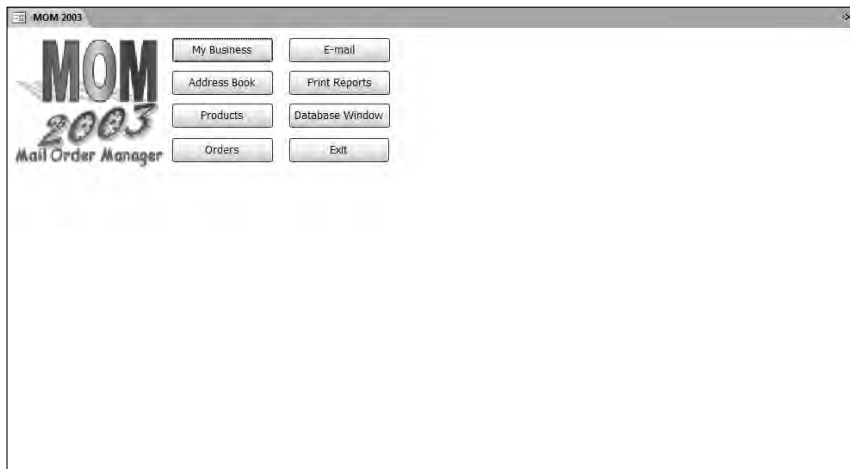 MOM 2003
MOM
2003
Mail Order Manager
My Business
Address Book
Products
Orders
E-mail
Print Reports
Database Window
Exit